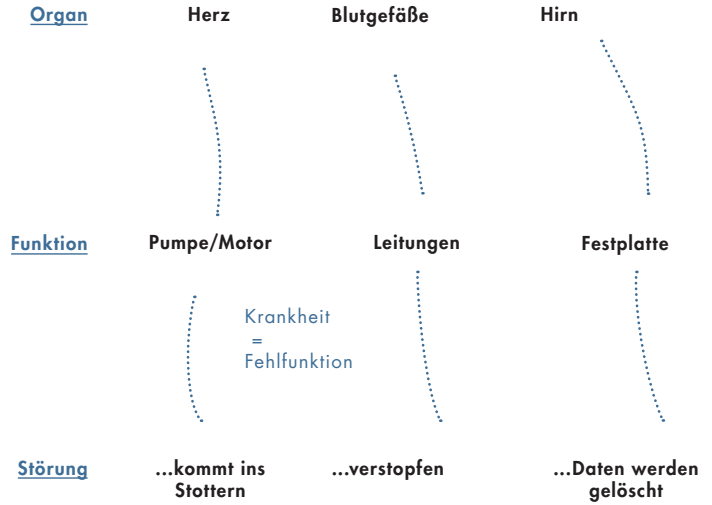 Organ Herz Blutgefäße Hirn
Funktion Pumpe/Motor Leitungen Festplatte
Krankheit
=
Fehlfunktion
Störung ...kommt ins ...verstopfen ...Daten werden
Stottern gelöscht